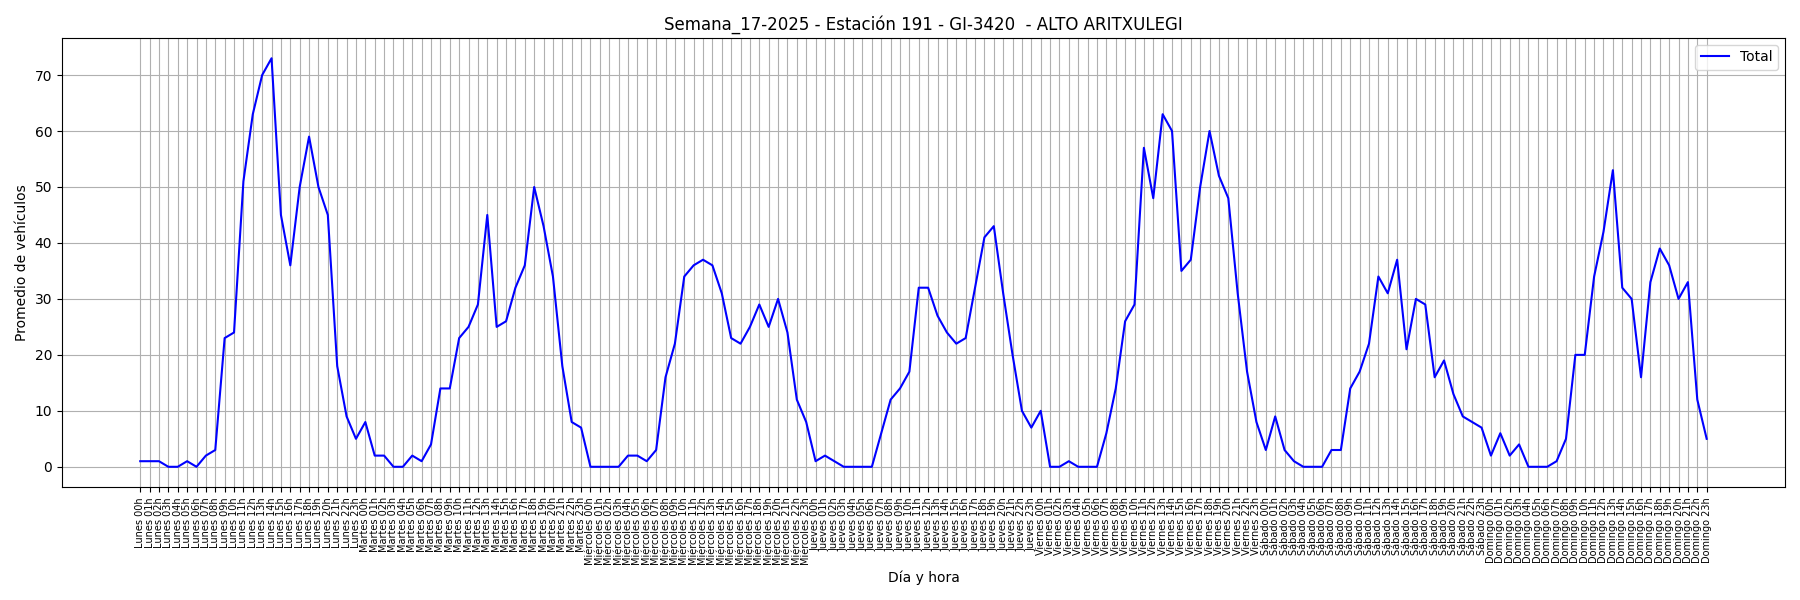 Semana_17-2025 - Estación 191 - GI-3420 - ALTO ARITXULEGI
Total
Promedio de vehículos
70
60
50
40
30
20
10
0
Lunes 00h
Lunes 01h
Lunes 02h
Lunes 03h
Lunes 04h
Lunes 05h
Lunes 06h
Lunes 07h
Lunes 08h
Lunes 09h
Lunes 10h
Lunes 11h
Lunes 12h
Lunes 13h
Lunes 14h
Lunes 15h
Lunes 16h
Lunes 17h
Lunes 18h
Lunes 19h
Lunes 20h
Lunes 21h
Lunes 22h
Lunes 23h
Martes 00h
Martes 01h
Martes 02h
Martes 03h
Martes 04h
Martes 05h
Martes 06h
Martes 07h
Martes 08h
Martes 09h
Martes 10h
Martes 11h
Martes 12h
Martes 13h
Martes 14h
Martes 15h
Martes 16h
Martes 17h
Martes 18h
Martes 19h
Martes 20h
Martes 21h
Martes 22h
Martes 23h
Miércoles 00h
Miércoles 01h
Miércoles 02h
Miércoles 03h
Miércoles 04h
Miércoles 05h
Miércoles 06h
Miércoles 07h
Miércoles 08h
Miércoles 09h
Miércoles 10h
Miércoles 11h
Miércoles 12h
Miércoles 13h
Miércoles 14h
Miércoles 15h
Miércoles 16h
Miércoles 17h
Miércoles 18h
Miércoles 19h
Miércoles 20h
Miércoles 21h
Miércoles 22h
Miércoles 23h
Jueves 00h
Jueves 01h
Jueves 02h
Jueves 03h
Jueves 04h
Jueves 05h
Jueves 06h
Jueves 07h
Jueves 08h
Jueves 09h
Jueves 10h
Jueves 11h
Jueves 12h
Jueves 13h
Jueves 14h
Jueves 15h
Jueves 16h
Jueves 17h
Jueves 18h
Jueves 19h
Jueves 20h
Jueves 21h
Jueves 22h
Jueves 23h
Viernes 00h
Viernes 01h
Viernes 02h
Viernes 03h
Viernes 04h
Viernes 05h
Viernes 06h
Viernes 07h
Viernes 08h
Viernes 09h
Viernes 10h
Viernes 11h
Viernes 12h
Viernes 13h
Viernes 14h
Viernes 15h
Viernes 16h
Viernes 17h
Viernes 18h
Viernes 19h
Viernes 20h
Viernes 21h
Viernes 22h
Viernes 23h
Sábado 00h
Sábado 01h
Sábado 02h
Sábado 03h
Sábado 04h
Sábado 05h
Sábado 06h
Sábado 07h
Sábado 08h
Sábado 09h
Sábado 10h
Sábado 11h
Sábado 12h
Sábado 13h
Sábado 14h
Sábado 15h
Sábado 16h
Sábado 17h
Sábado 18h
Sábado 19h
Sábado 20h
Sábado 21h
Sábado 22h
Sábado 23h
Domingo 00h
Domingo 01h
Domingo 02h
Domingo 03h
Domingo 04h
Domingo 05h
Domingo 06h
Domingo 07h
Domingo 08h
Domingo 09h
Domingo 10h
Domingo 11h
Domingo 12h
Domingo 13h
Domingo 14h
Domingo 15h
Domingo 16h
Domingo 17h
Domingo 18h
Domingo 19h
Domingo 20h
Domingo 21h
Domingo 22h
Domingo 23h
Día y hora